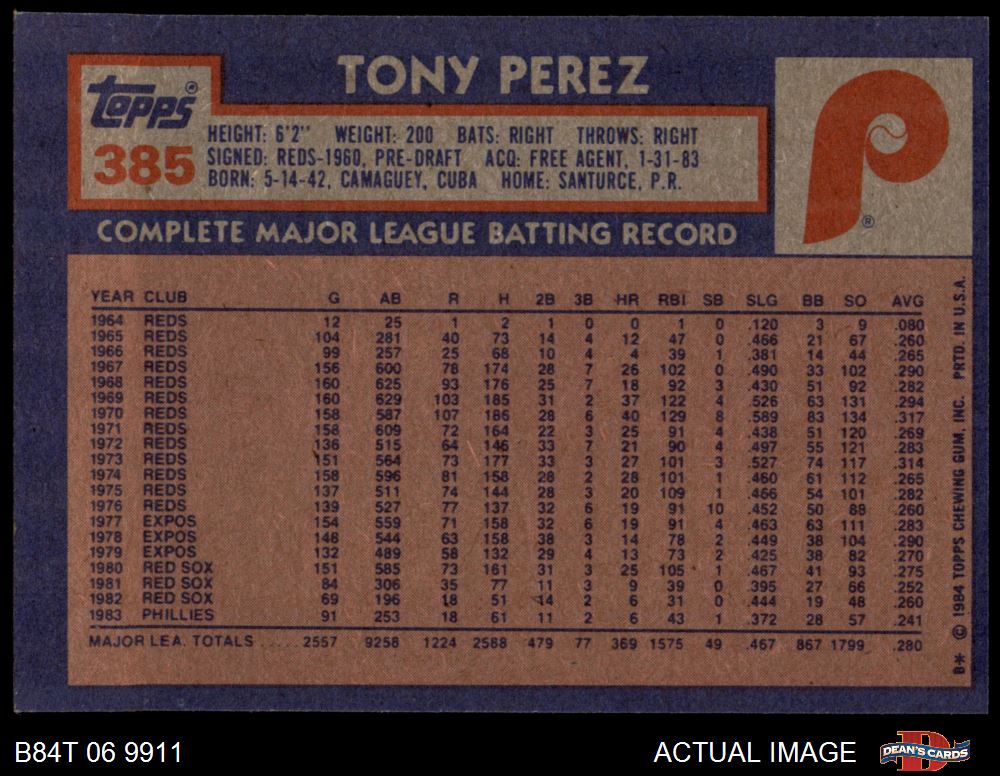 TONY PEREZ
Topps®
385
HEIGHT: 6'2" WEIGHT: 200 BATS: RIGHT THROWS: RIGHT
SIGNED: REDS-1960, PRE-DRAFT ACQ: FREE AGENT, 1-31-83
BORN: 5-14-42, CAMAGUEY, CUBA HOME: SANTURCE, P.R.
P
®
COMPLETE MAJOR LEAGUE BATTING RECORD
YEAR CLUB G AB R H 2B 3B HR RBI SB SLG BB SO AVG
1964 REDS 12 25 1 2 1 0 0 1 0 .120 3 9 .080
1965 REDS 104 281 40 73 14 4 12 47 0 .466 21 67 .260
1966 REDS 99 257 25 68 10 4 4 39 1 .381 14 44 .265
1967 REDS 156 600 78 174 28 7 26 102 0 .490 33 102 .290
1968 REDS 160 625 93 176 25 7 18 92 3 .430 51 92 .282
1969 REDS 160 629 103 185 31 2 37 122 4 .526 63 131 .294
1970 REDS 158 587 107 186 28 6 40 129 8 .589 83 134 .317
1971 REDS 158 609 72 164 22 3 25 91 4 .438 51 120 .269
1972 REDS 136 515 64 146 33 7 21 90 4 .497 55 121 .283
1973 REDS 151 564 73 177 33 3 27 101 3 .527 74 117 .314
1974 REDS 158 596 81 158 28 2 28 101 1 .460 61 112 .265
1975 REDS 137 511 74 144 28 3 20 109 1 .466 54 101 .282
1976 REDS 139 527 77 137 32 6 19 91 10 .452 50 88 .260
1977 EXPOS 154 559 71 158 32 6 19 91 4 .463 63 111 .283
1978 EXPOS 148 544 63 158 38 3 14 78 2 .449 38 104 .290
1979 EXPOS 132 489 58 132 29 4 13 73 2 .425 38 82 .270
1980 RED SOX 151 585 73 161 31 3 25 105 1 .467 41 93 .275
1981 RED SOX 84 306 35 77 11 3 9 39 0 .395 27 66 .252
1982 RED SOX 69 196 18 51 14 2 6 31 0 .444 19 48 .260
1983 PHILLIES 91 253 18 61 11 2 6 43 1 .372 28 57 .241
MAJOR LEA. TOTALS ..... 2557 9258 1224 2588 479 77 369 1575 49 .467 867 1799 .280
B* © 1984 TOPPS CHEWING GUM, INC. PRTD. IN U.S.A.
B84T 06 9911
ACTUAL IMAGE
D
DEAN'S CARDS